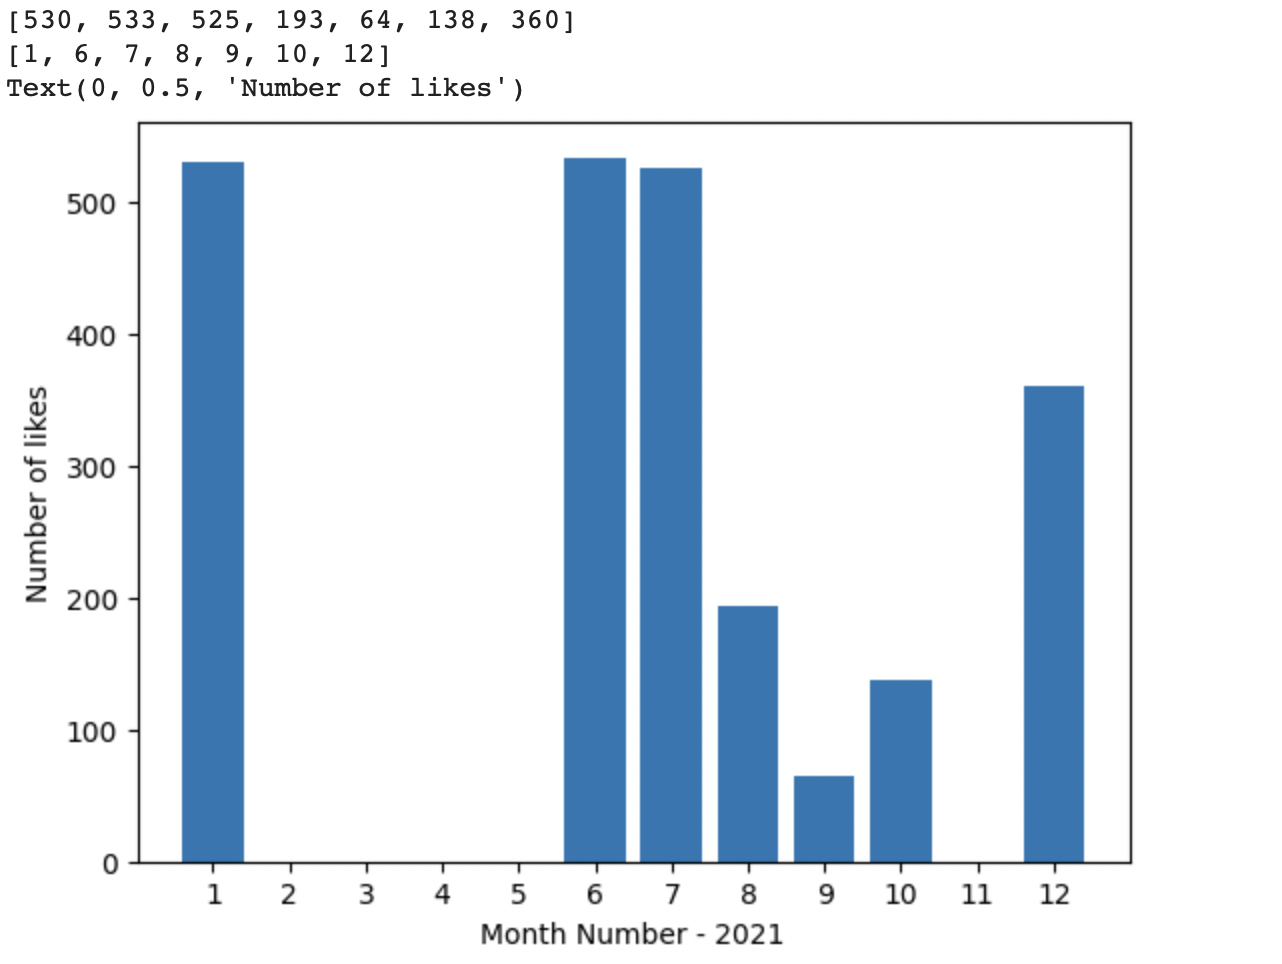 [530, 533, 525, 193, 64, 138, 360]
[1, 6, 7, 8, 9, 10, 12]
Text(0, 0.5, 'Number of likes')
500
400
300
200
100
0
Number of likes
1 2 3 4 5 6 7 8 9 10 11 12
Month Number - 2021